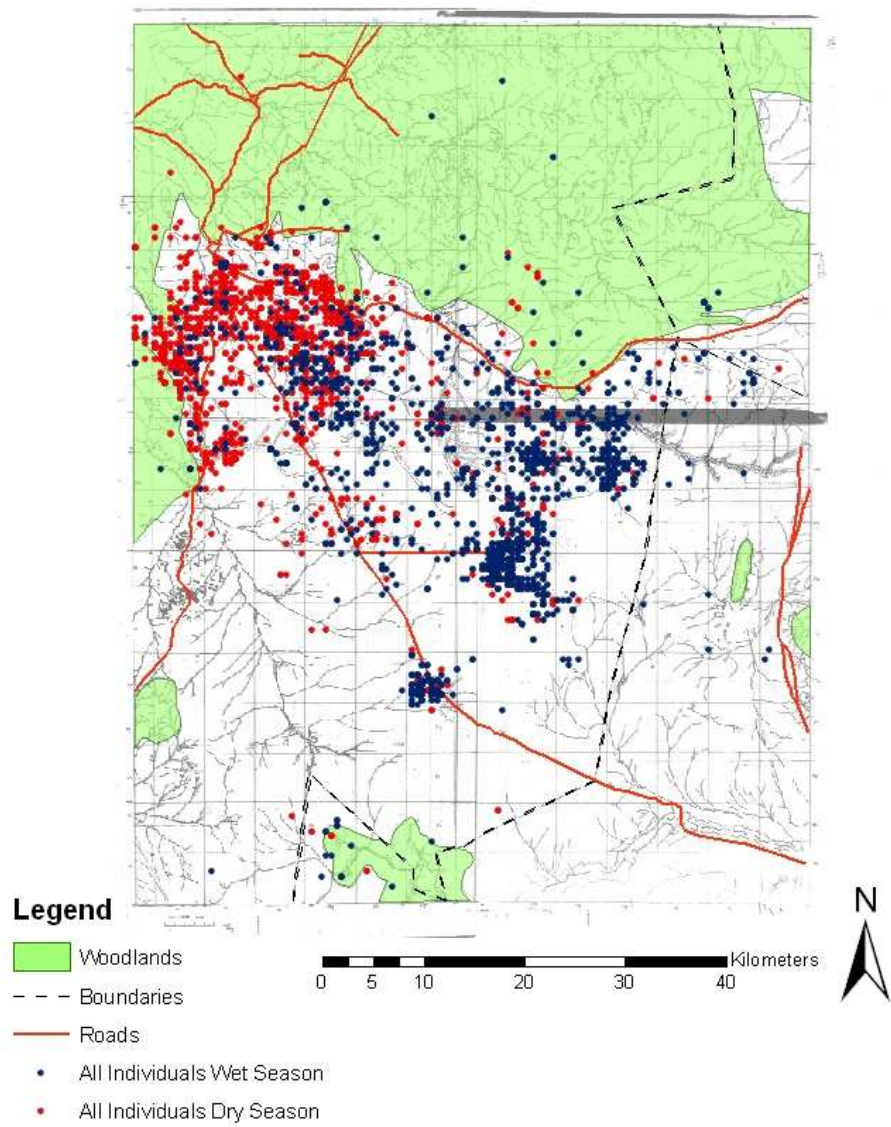 Legend
N
Woodlands
Kilometers
0 5 10 20 30 40
Boundaries
Roads
All Individuals Wet Season
All Individuals Dry Season